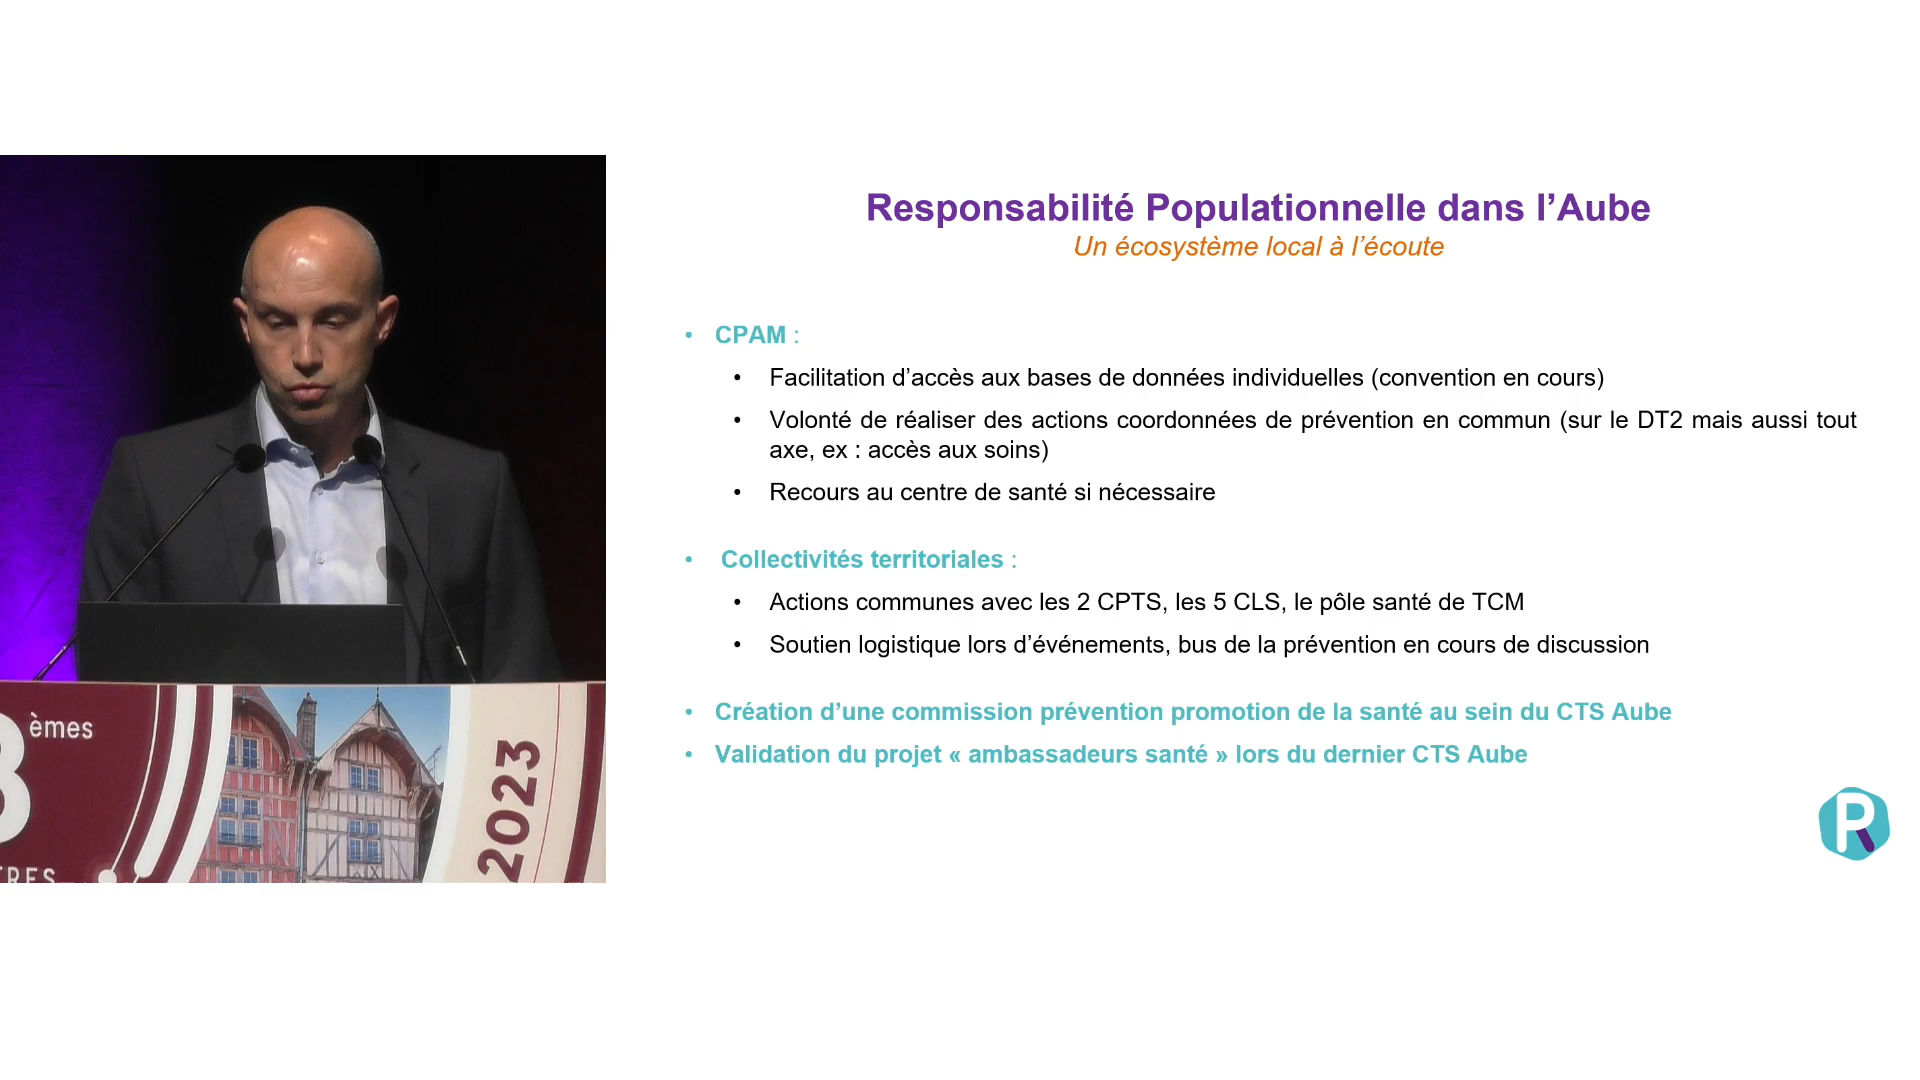 Responsabilité Populationnelle dans l’Aube
Un écosystème local à l’écoute
• CPAM :
• Facilitation d’accès aux bases de données individuelles (convention en cours)
• Volonté de réaliser des actions coordonnées de prévention en commun (sur le DT2 mais aussi tout
axe, ex : accès aux soins)
• Recours au centre de santé si nécessaire
• Collectivités territoriales :
• Actions communes avec les 2 CPTS, les 5 CLS, le pôle santé de TCM
• Soutien logistique lors d’événements, bus de la prévention en cours de discussion
• Création d’une commission prévention promotion de la santé au sein du CTS Aube
• Validation du projet « ambassadeurs santé » lors du dernier CTS Aube
èmes
2023